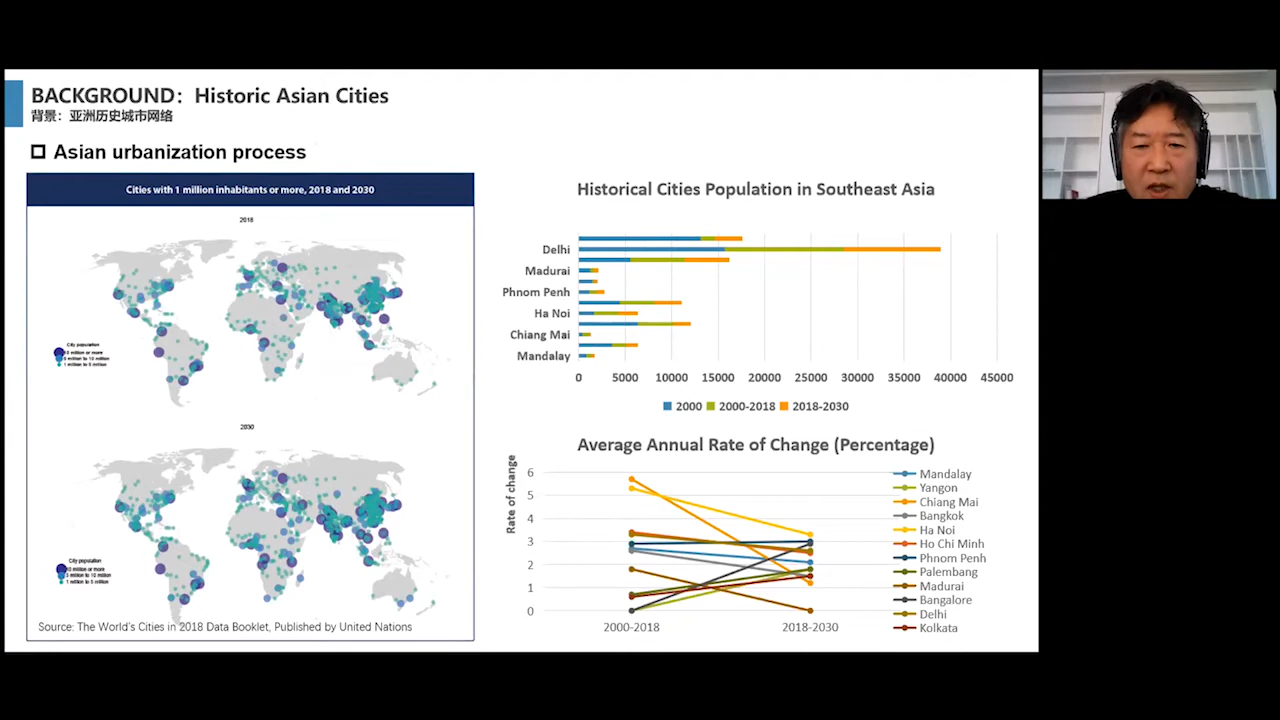 BACKGROUND: Historic Asian Cities
背景：亚洲历史城市网络
Asian urbanization process
Cities with 1 million inhabitants or more, 2018 and 2030
2018
City population
10 million or more
5 million to 10 million
1 million to 5 million
2030
City population
10 million or more
5 million to 10 million
1 million to 5 million
Source: The World's Cities in 2018 Data Booklet, Published by United Nations
Historical Cities Population in Southeast Asia
Delhi
Madurai
Phnom Penh
Ha Noi
Chiang Mai
Mandalay
0 5000 10000 15000 20000 25000 30000 35000 40000 45000
2000 2000-2018 2018-2030
Average Annual Rate of Change (Percentage)
Rate of change
6
5
4
3
2
1
0
2000-2018 2018-2030
Mandalay
Yangon
Chiang Mai
Bangkok
Ha Noi
Ho Chi Minh
Phnom Penh
Palembang
Madurai
Bangalore
Delhi
Kolkata